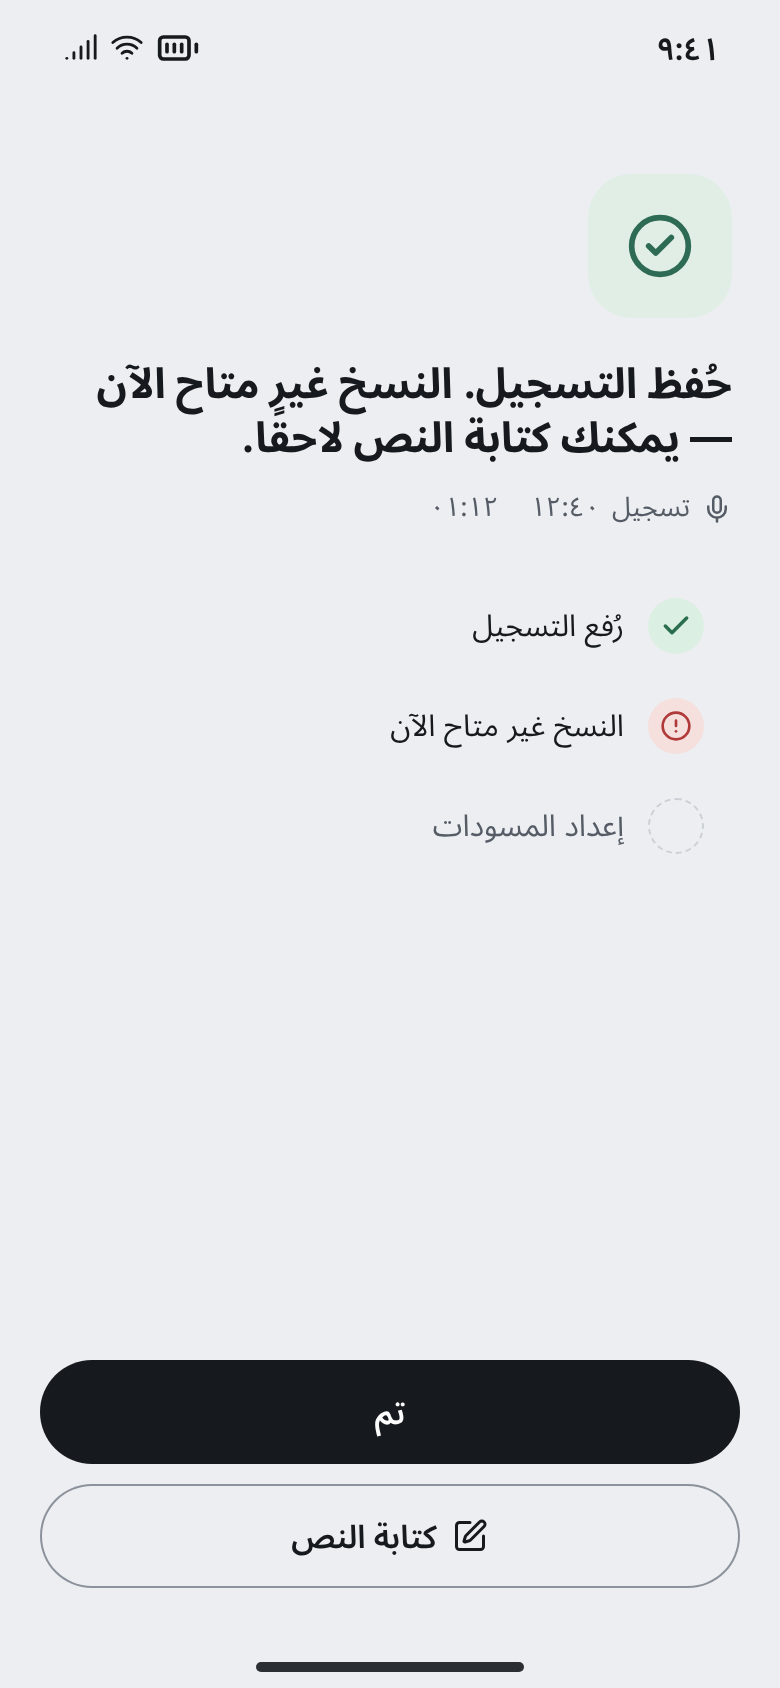 ٩:٤١
حُفظ التسجيل. النسخ غير متاح الآن
— يمكنك كتابة النص لاحقًا.
تسجيل ١٢:٤٠ ٠١:١٢
رُفع التسجيل
النسخ غير متاح الآن
إعداد المسودات
تم
كتابة النص